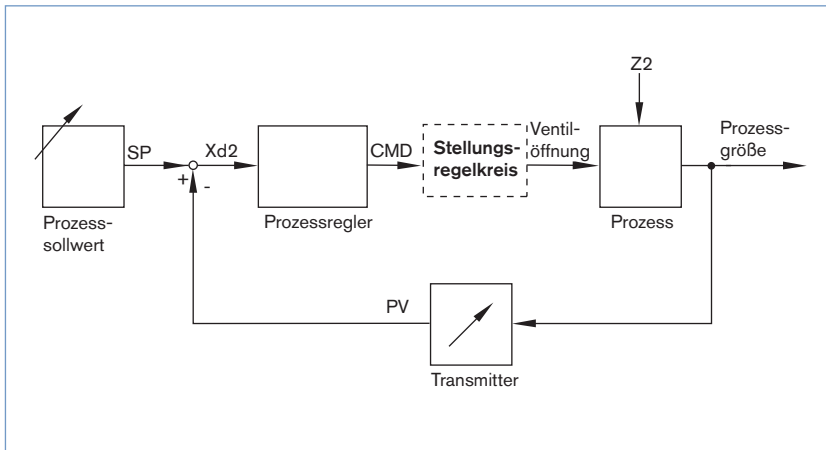 Z2
Ventil-
öffnung
Prozess-
größe
SP
Xd2
CMD
Stellungs-
regelkreis
+
-
Prozess-
sollwert
Prozessregler
Prozess
PV
Transmitter